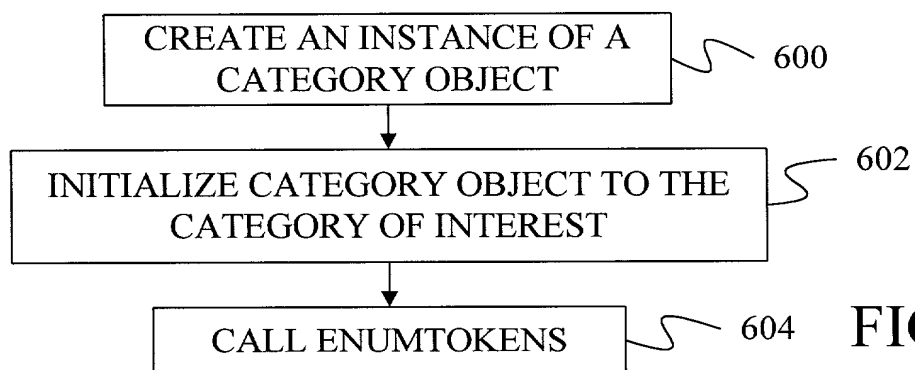 CREATE AN INSTANCE OF A
CATEGORY OBJECT
600
INITIALIZE CATEGORY OBJECT TO THE
CATEGORY OF INTEREST
602
CALL ENUMTOKENS
604